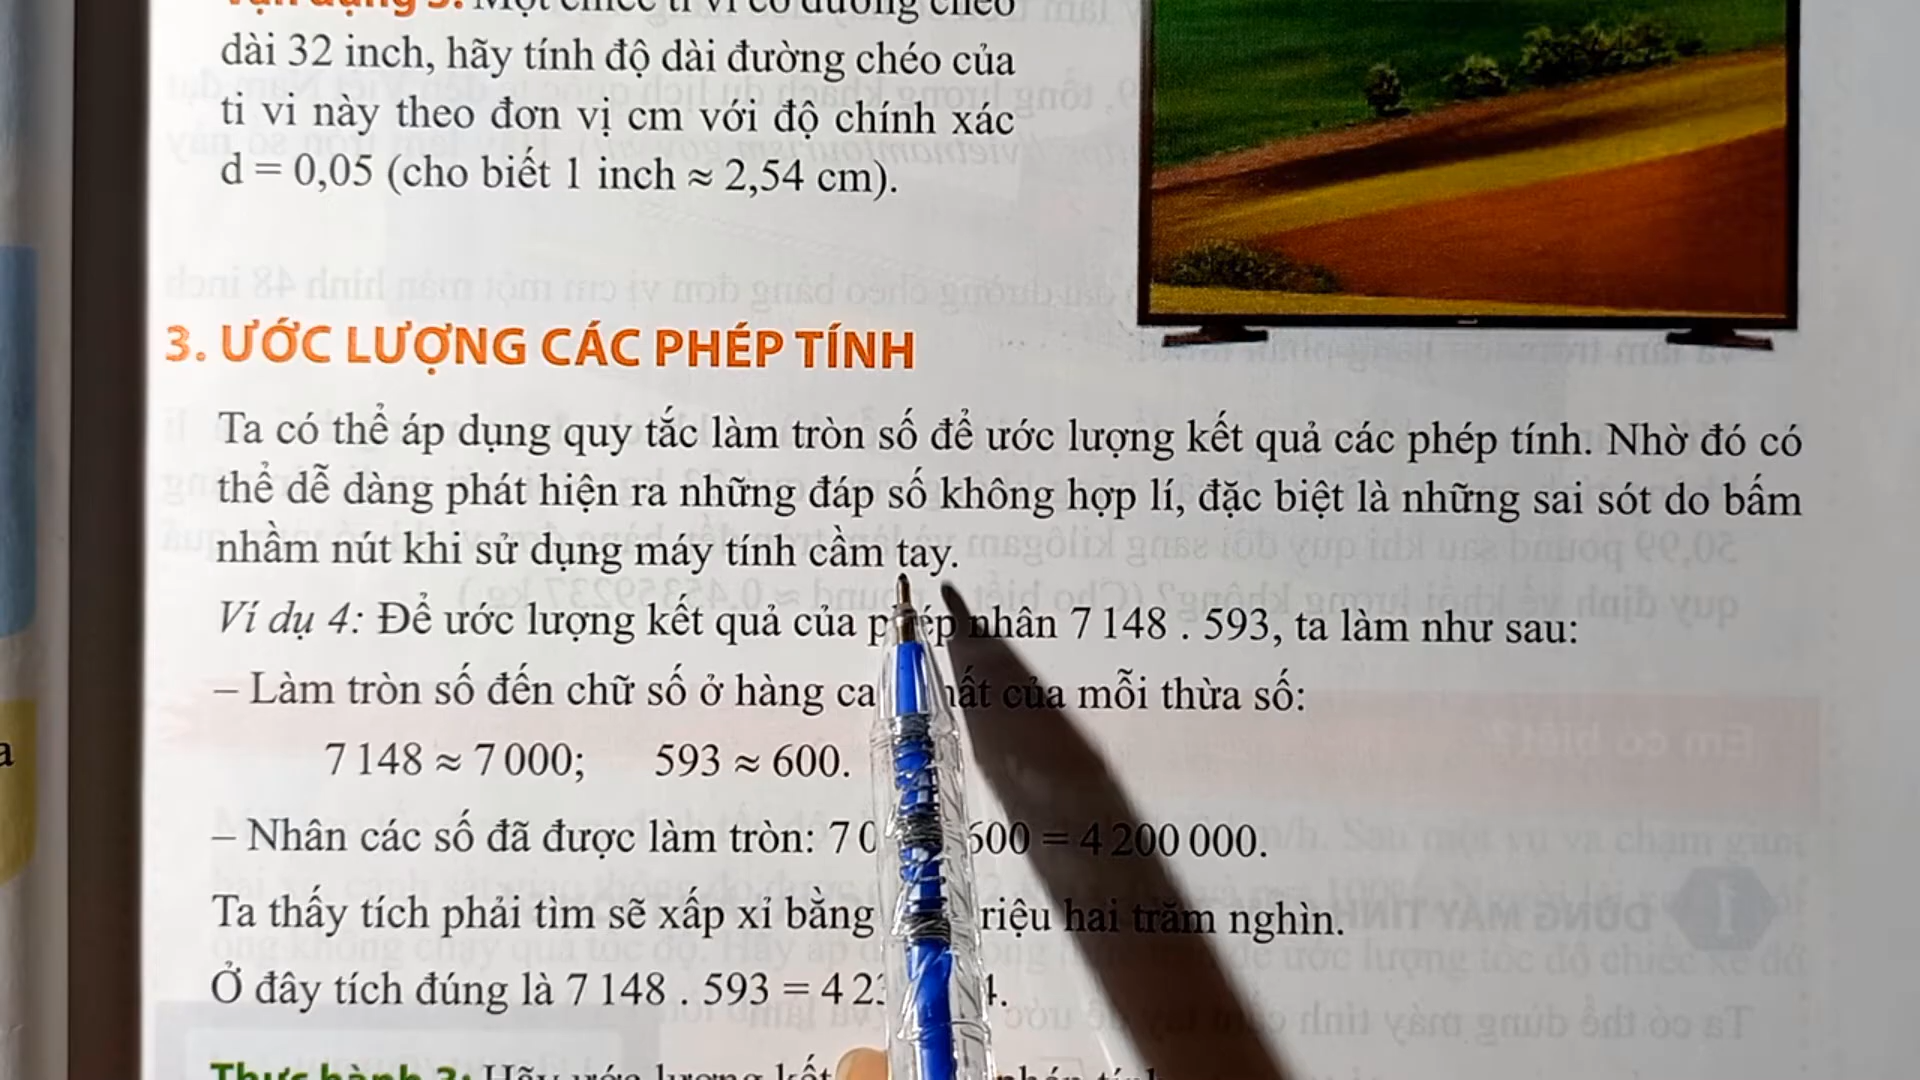 dài 32 inch, hãy tính độ dài đường chéo của
ti vi này theo đơn vị cm với độ chính xác
d = 0,05 (cho biết 1 inch ≈ 2,54 cm).
3. ƯỚC LƯỢNG CÁC PHÉP TÍNH
Ta có thể áp dụng quy tắc làm tròn số để ước lượng kết quả các phép tính. Nhờ đó có
thể dễ dàng phát hiện ra những đáp số không hợp lí, đặc biệt là những sai sót do bấm
nhầm nút khi sử dụng máy tính cầm tay.
Ví dụ 4: Để ước lượng kết quả của phép nhân 7 148 . 593, ta làm như sau:
– Làm tròn số đến chữ số ở hàng của mỗi thừa số:
7 148 ≈ 7 000; 593 ≈ 600.
– Nhân các số đã được làm tròn: 600 = 4 200 000.
Ta thấy tích phải tìm sẽ xấp xỉ bằng hai trăm nghìn.
Ở đây tích đúng là 7 148 . 593 =